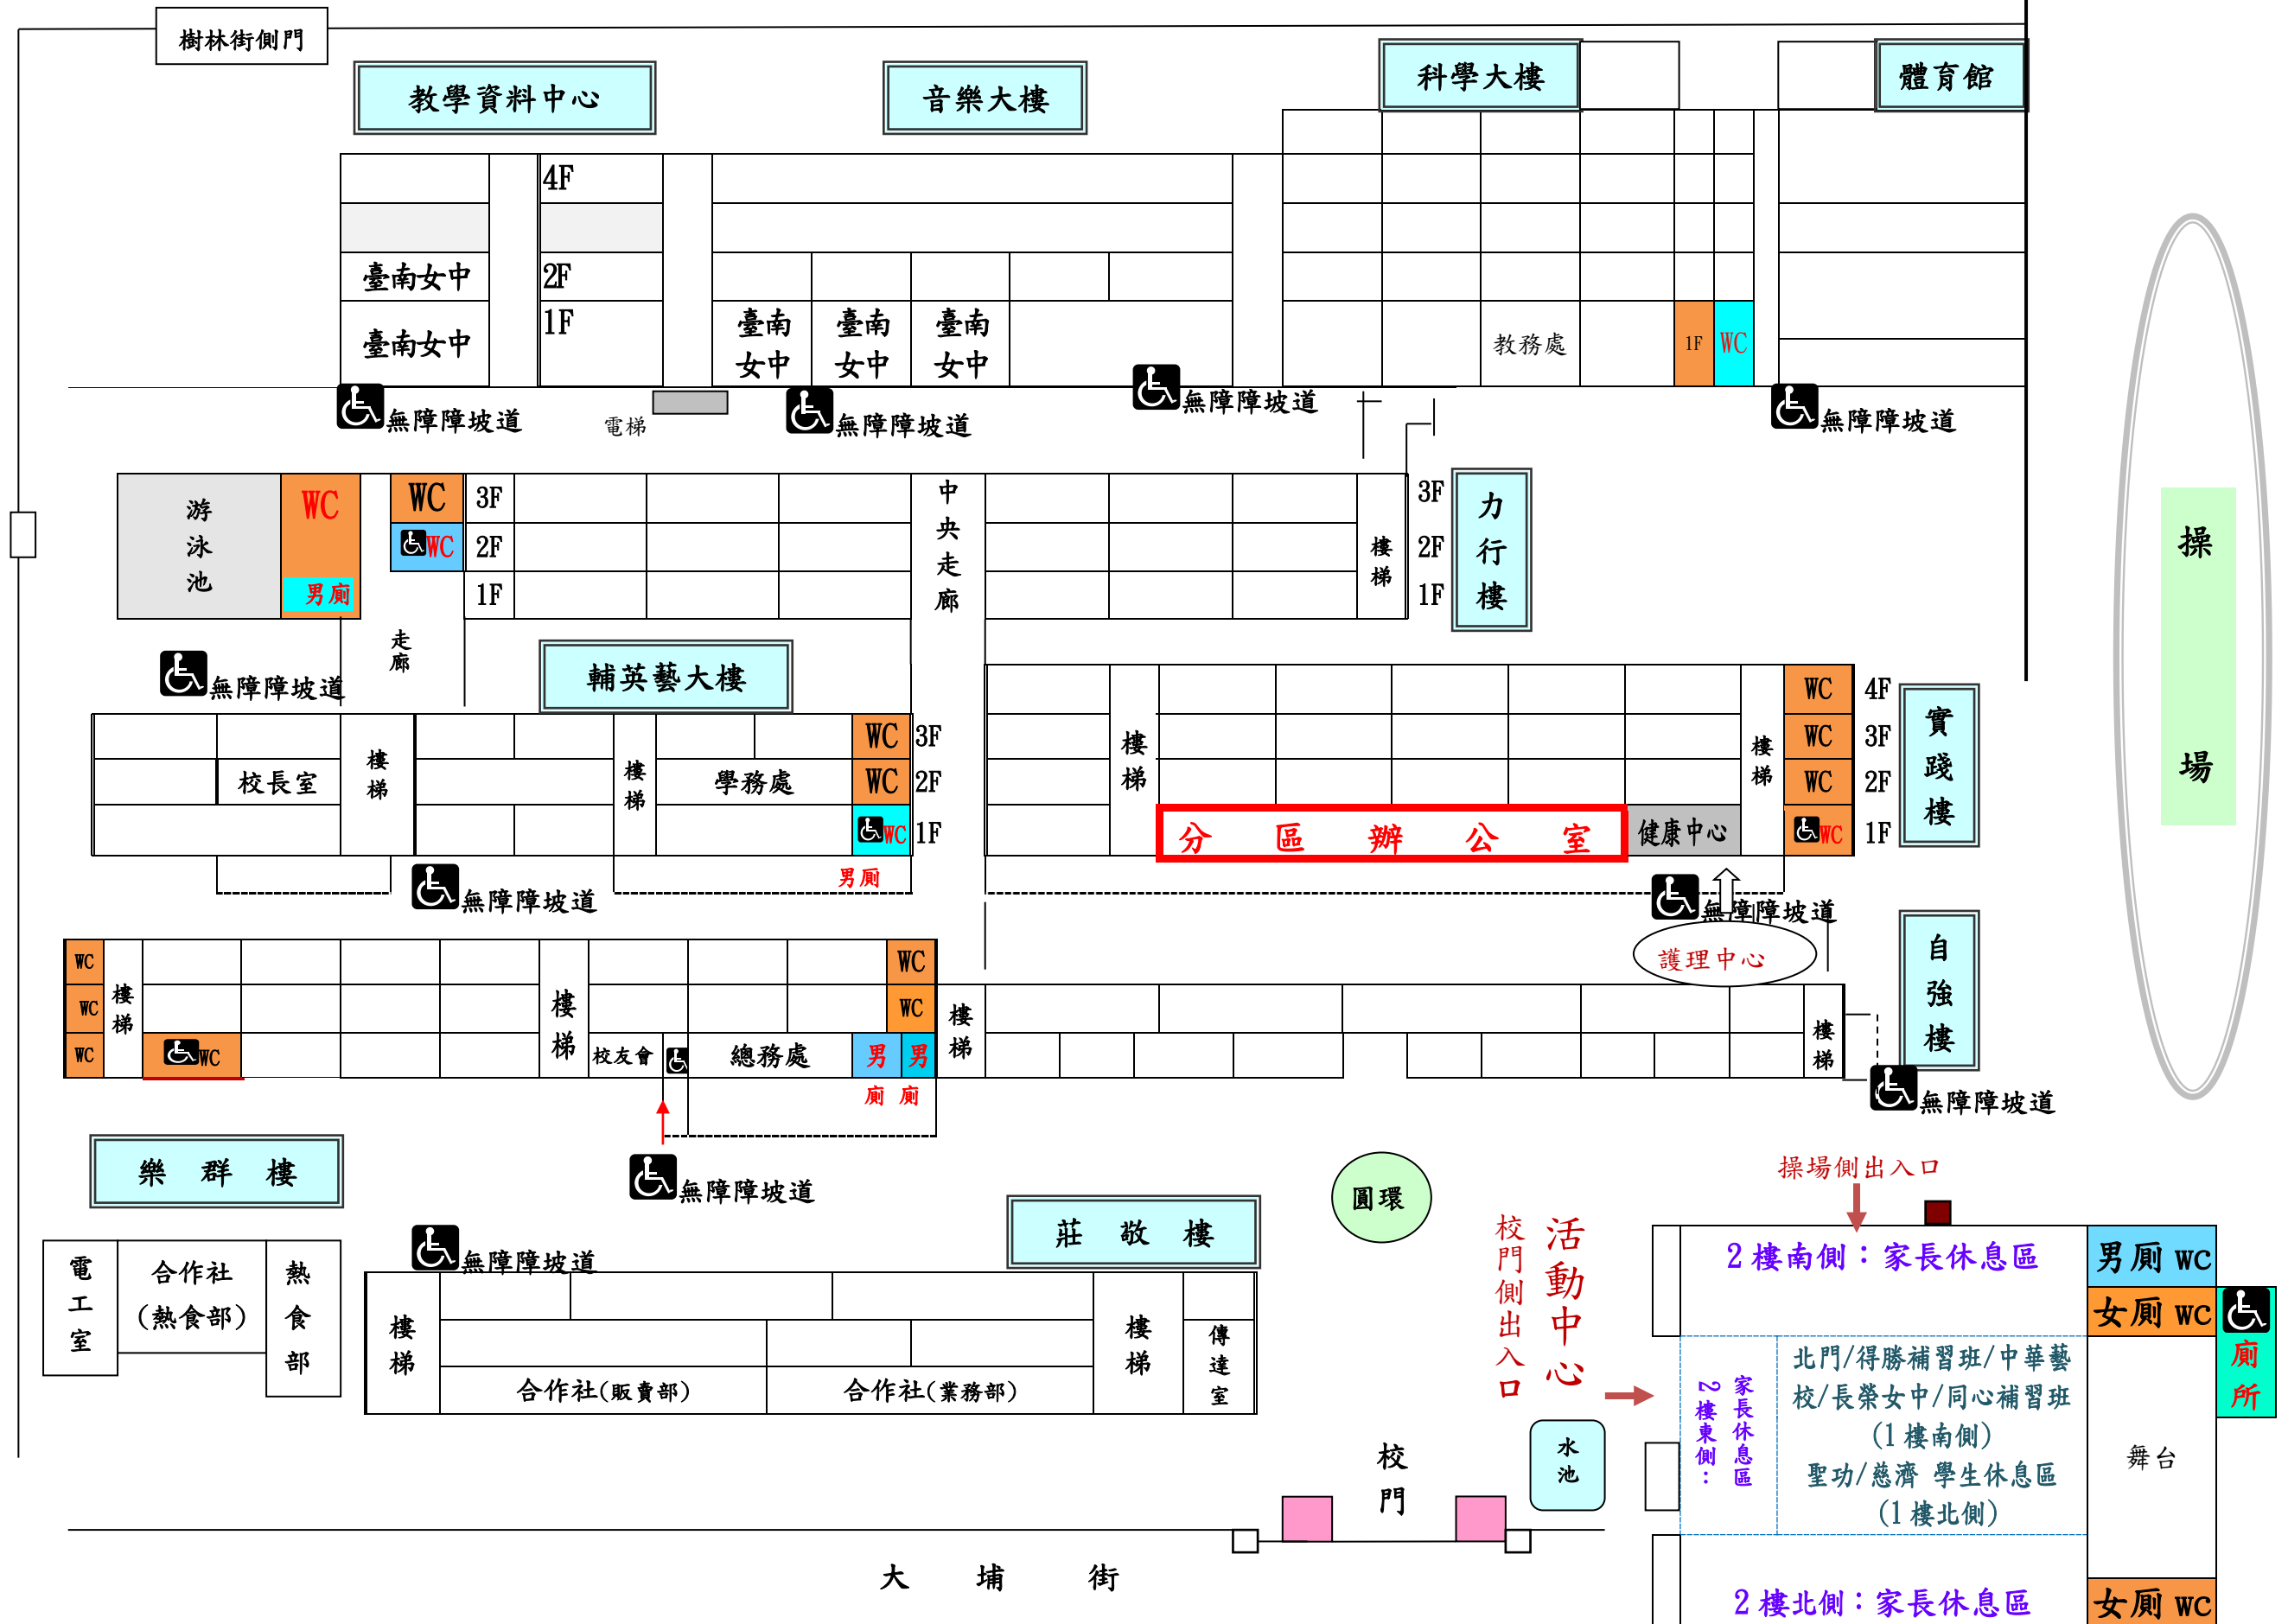 樹林街側門
教學資料中心
音樂大樓
科學大樓
體育館
4F
臺南女中
2F
臺南女中
1F
臺南
女中
臺南
女中
臺南
女中
教務處
1F
WC
無障障坡道
電梯
無障障坡道
無障障坡道
無障障坡道
操場
游泳池
WC
男廁
WC
WC
3F
2F
1F
中央走廊
樓梯
3F
2F
1F
力行樓
走廊
無障障坡道
輔英藝大樓
校長室
樓梯
樓梯
學務處
WC
WC
WC
3F
2F
1F
男廁
無障障坡道
樓梯
分區辦公室
健康中心
樓梯
WC
WC
WC
WC
4F
3F
2F
1F
實踐樓
無障障坡道
護理中心
自強樓
WC
WC
WC
樓梯
WC
樓梯
校友會
總務處
WC
WC
男廁
男廁
樓梯
樓梯
無障障坡道
無障障坡道
樂群樓
電工室
合作社
(熱食部)
熱食部
無障障坡道
莊敬樓
樓梯
合作社(販賣部)
合作社(業務部)
樓梯
傳達室
圓環
校門側出入口
活動中心
操場側出入口
2樓南側：家長休息區
男廁 WC
女廁 WC
廁所
2樓東側：
家長休息區
北門/得勝補習班/中華藝
校/長榮女中/同心補習班
(1樓南側)
聖功/慈濟 學生休息區
(1樓北側)
舞台
水池
校門
大埔街
2樓北側：家長休息區
女廁 WC